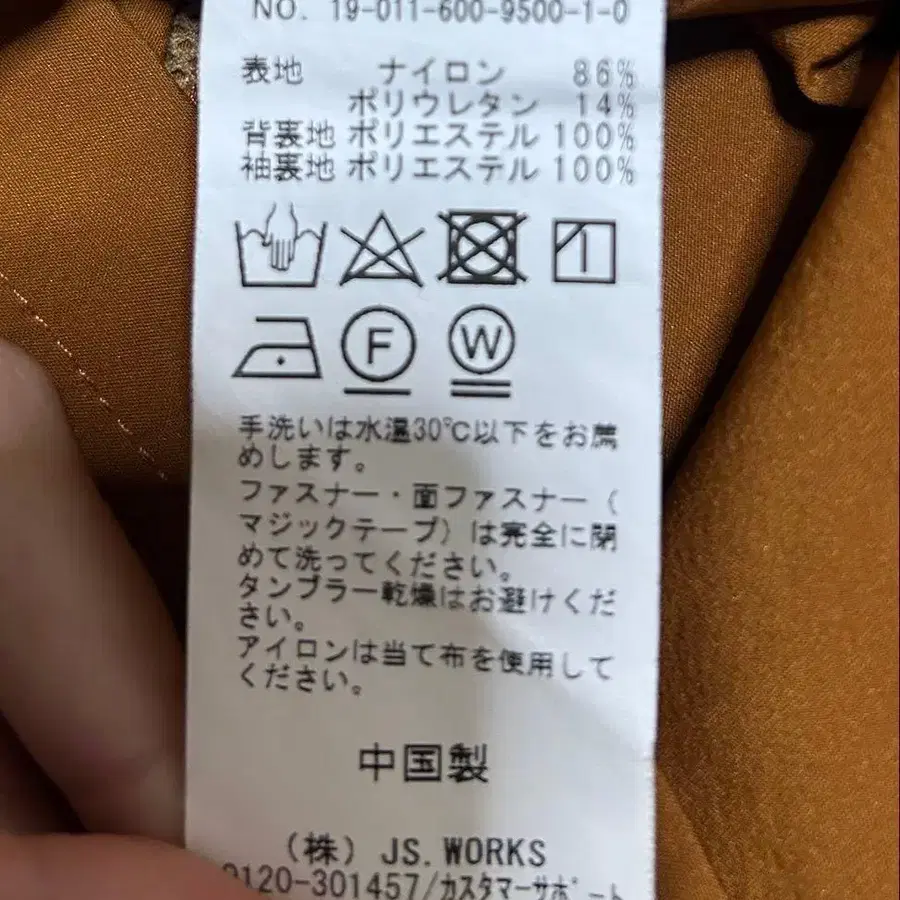 NO. 19-011-600-9500-1-0
表地 ナイロン 86%
ポリウレタン 14%
背裏地 ポリエステル 100%
袖裏地 ポリエステル 100%
F W
手洗いは水温30℃以下をお薦
めします。
ファスナー・面ファスナー（
マジックテープ）は完全に閉
めて洗ってください。
タンブラー乾燥はお避けくだ
さい。
アイロンは当て布を使用して
ください。
中国製
（株）JS.WORKS
0120-301457/カスタマーサポート